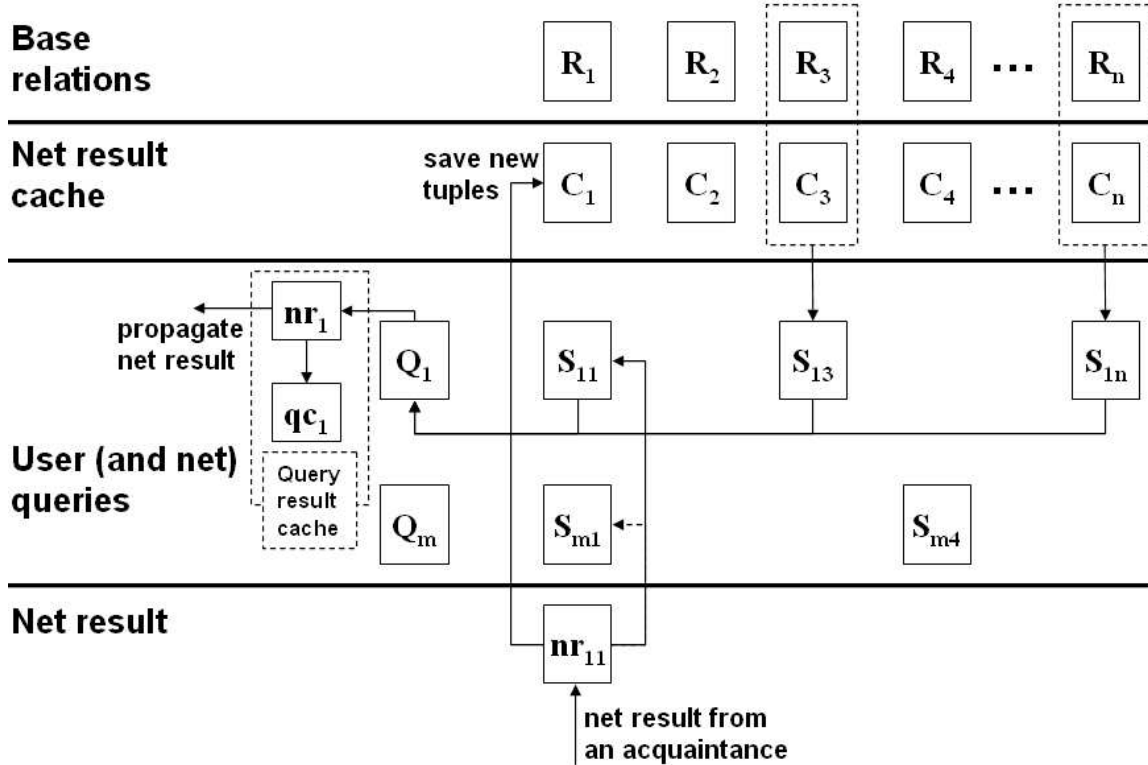 Base
relations
R1 R2 R3 R4 ... Rn
Net result
cache
save new
tuples
C1 C2 C3 C4 ... Cn
nr1
propagate
net result
Q1 S11 S13 S1n
qc1
User (and net)
queries
Query
result
cache
Qm Sm1 Sm4
Net result
nr11
net result from
an acquaintance